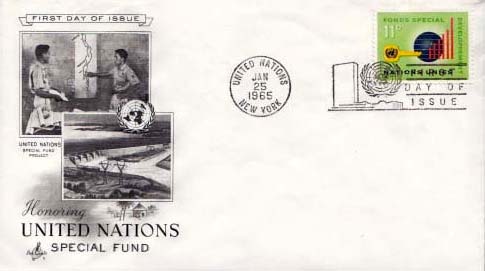 FIRST DAY OF ISSUE
UNITED NATIONS
SPECIAL FUND
PROJECT
Honoring
UNITED NATIONS
SPECIAL FUND
UNITED NATIONS
JAN
25
1965
NEW YORK
FONDS SPECIAL
11c
NATIONS UNIES
DAY OF
ISSUE